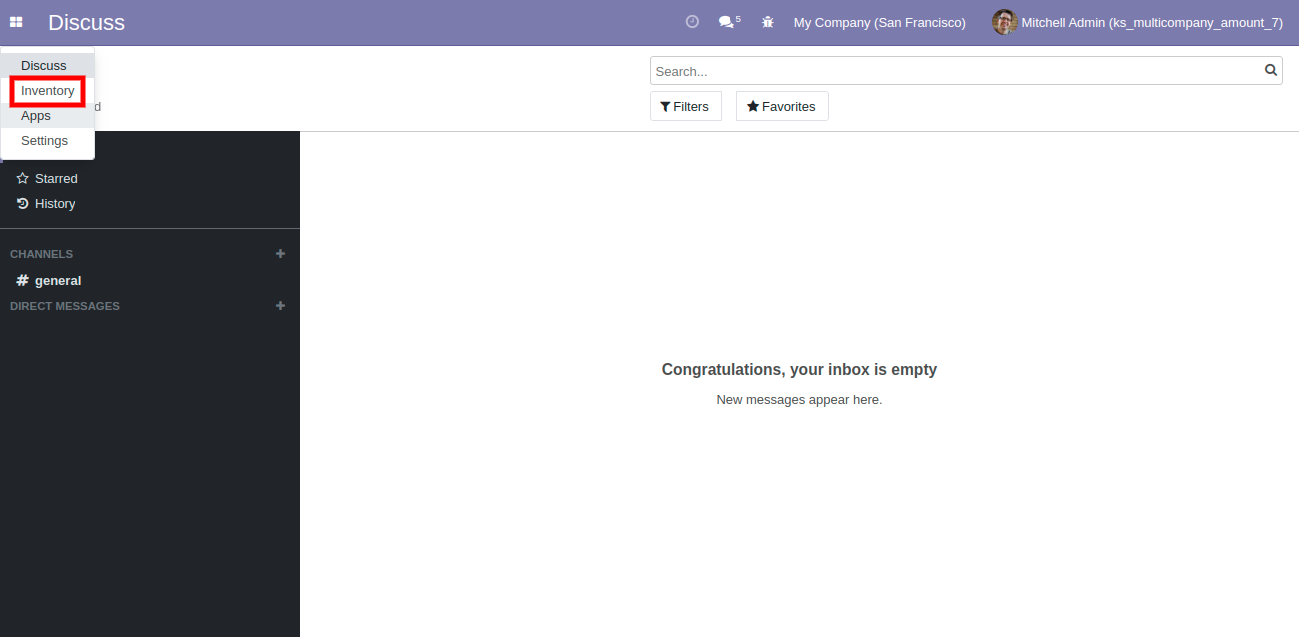 Discuss
5
My Company (San Francisco)
Mitchell Admin (ks_multicompany_amount_7)
Discuss
Inventory
Apps
Settings
d
Search...
Filters
Favorites
Starred
History
CHANNELS
+
# general
DIRECT MESSAGES
+
Congratulations, your inbox is empty
New messages appear here.